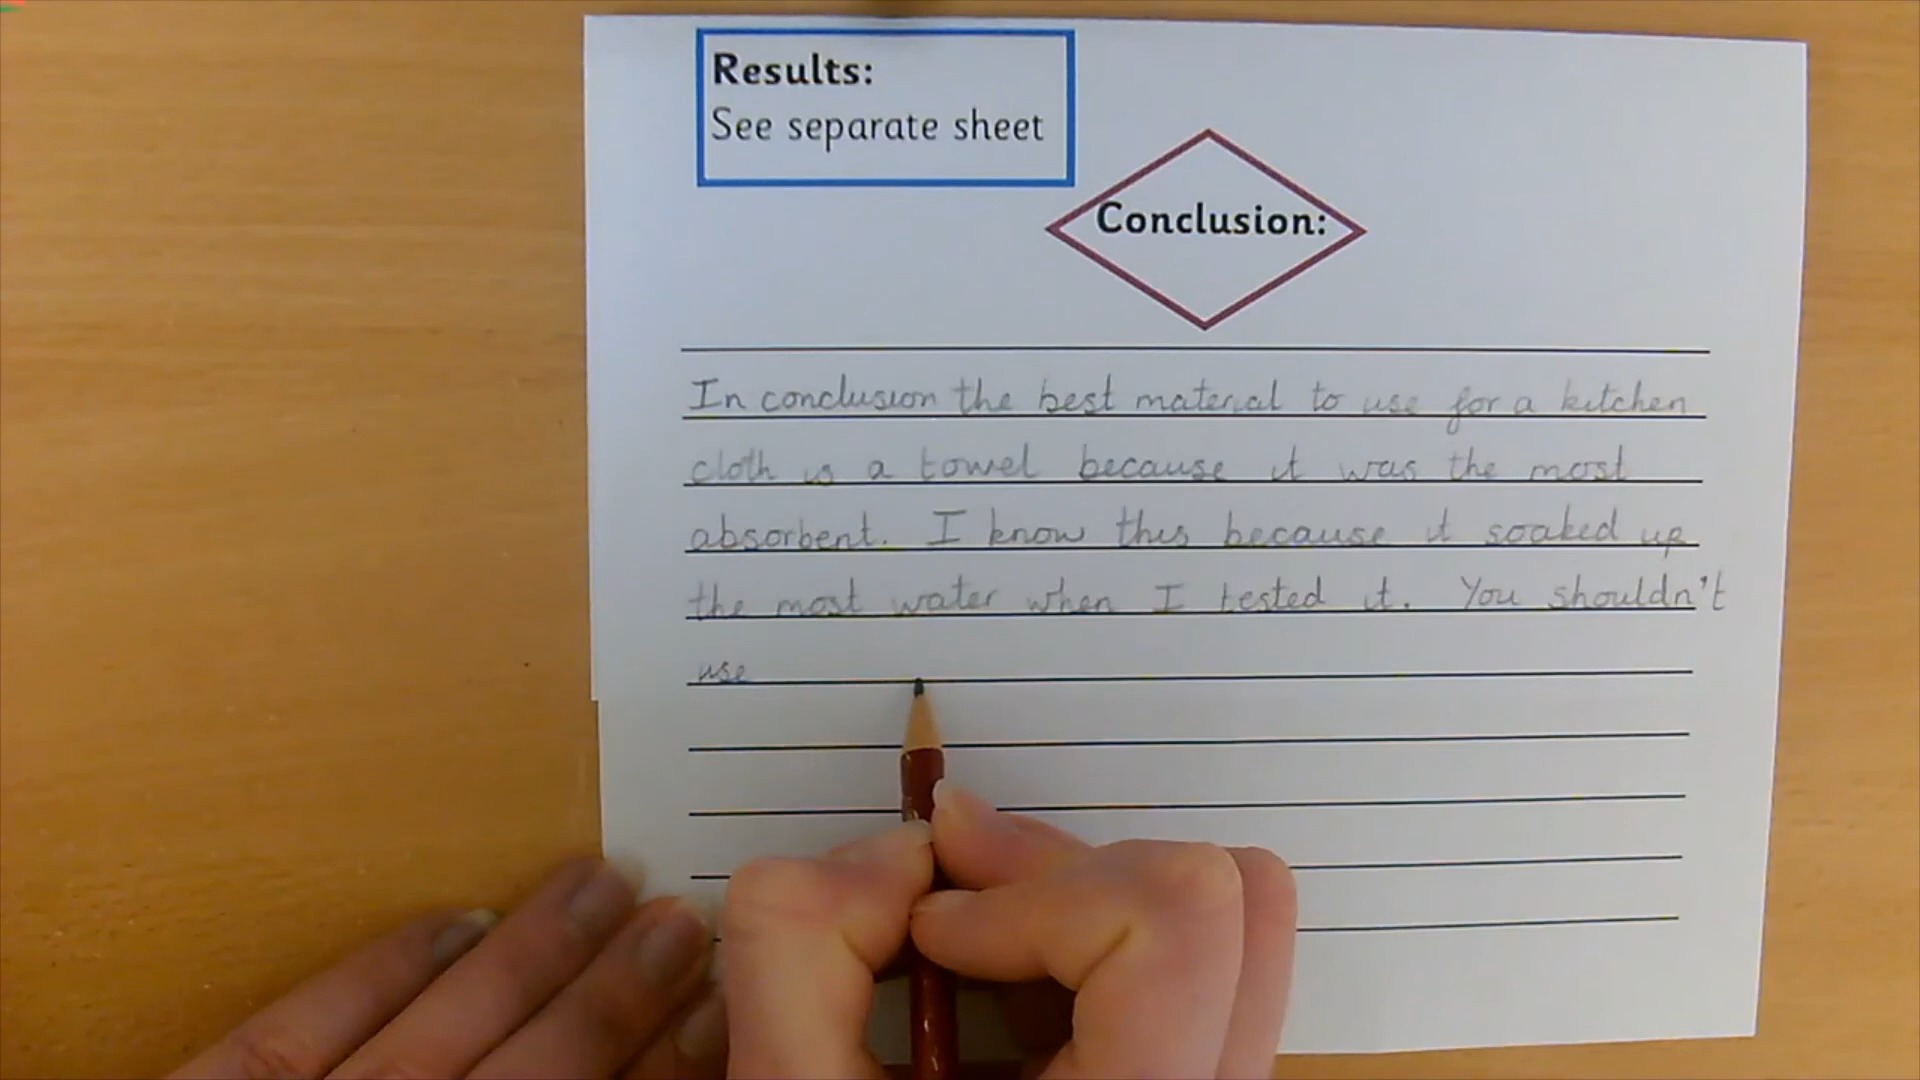 Results:
See separate sheet
Conclusion:
In conclusion the best material to use for a kitchen
cloth is a towel because it was the most
absorbent. I know this because it soaked up
the most water when I tested it. You shouldn't
use